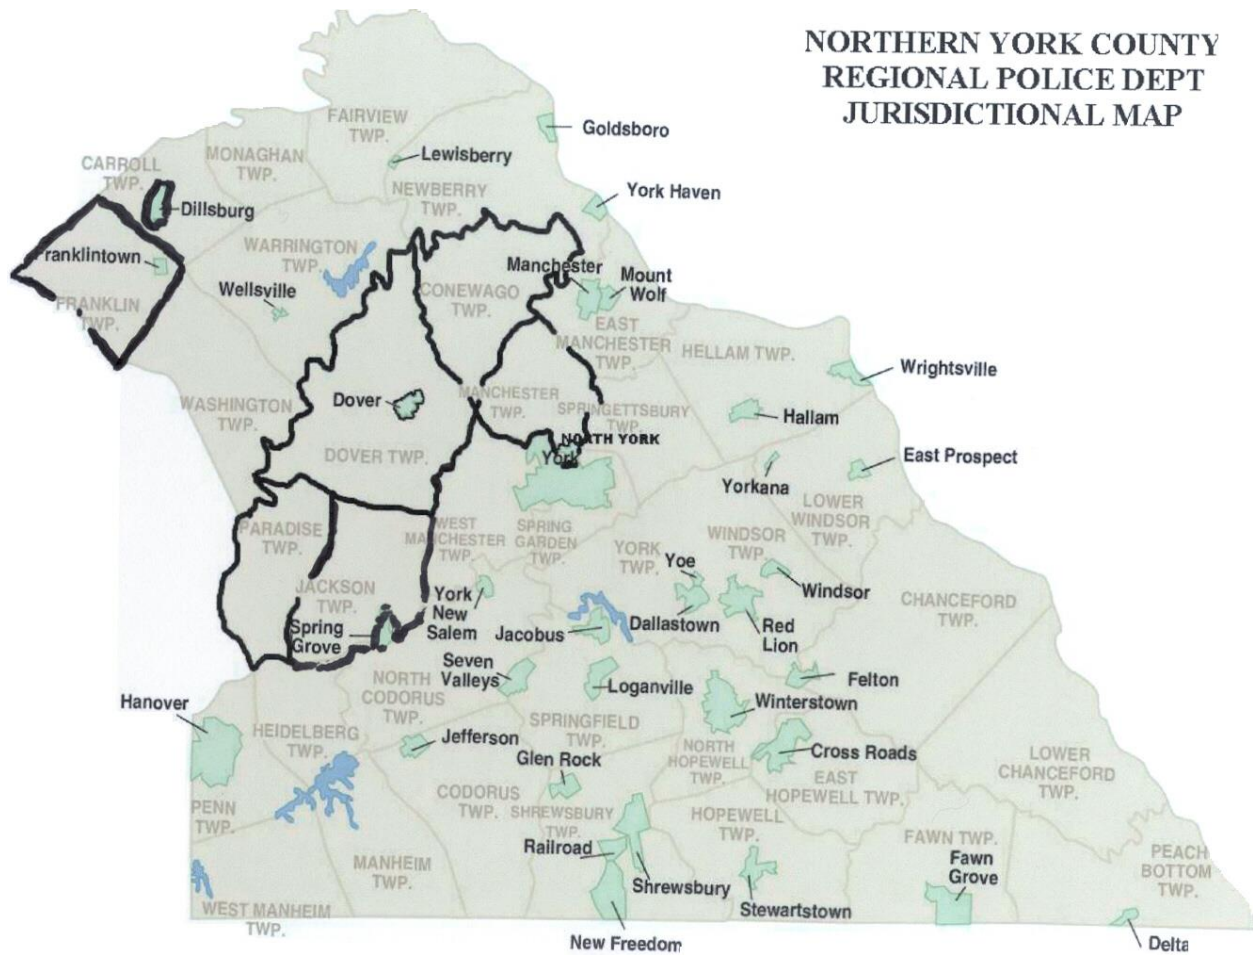 NORTHERN YORK COUNTY
REGIONAL POLICE DEPT
JURISDICTIONAL MAP
FAIRVIEW
TWP.
Goldsboro
MONAGHAN
TWP.
CARROLL
TWP.
Lewisberry
NEWBERRY
TWP.
York Haven
Dillsburg
Franklintown
WARRINGTON
TWP.
Manchester
Mount
Wolf
Wellsville
CONEWAGO
TWP.
FRANKLIN
TWP.
EAST
MANCHESTER
TWP.
HELLAM TWP.
Wrightsville
WASHINGTON
TWP.
Dover
MANCHESTER
TWP.
SPRINGETTSBURY
TWP.
Hallam
NORTH YORK
York
DOVER TWP.
East Prospect
Yorkana
LOWER
WINDSOR
TWP.
PARADISE
TWP.
WEST
MANCHESTER
TWP.
SPRING
GARDEN
TWP.
YORK
TWP.
WINDSOR
TWP.
Yoe
Windsor
JACKSON
TWP.
York
New
Salem
CHANCEFORD
TWP.
Spring
Grove
Jacobus
Dallastown
Red
Lion
Seven
Valleys
Loganville
Felton
NORTH
CODORUS
TWP.
Winterstown
Hanover
HEIDELBERG
TWP.
Jefferson
SPRINGFIELD
TWP.
NORTH
HOPEWELL
TWP.
Cross Roads
Glen Rock
EAST
HOPEWELL TWP.
LOWER
CHANCEFORD
TWP.
PENN
TWP.
CODORUS
TWP.
SHREWSBURY
TWP.
HOPEWELL
TWP.
FAWN TWP.
Railroad
MANHEIM
TWP.
Fawn
Grove
PEACH
BOTTOM
TWP.
Shrewsbury
Stewartstown
WEST MANHEIM
TWP.
New Freedom
Delta